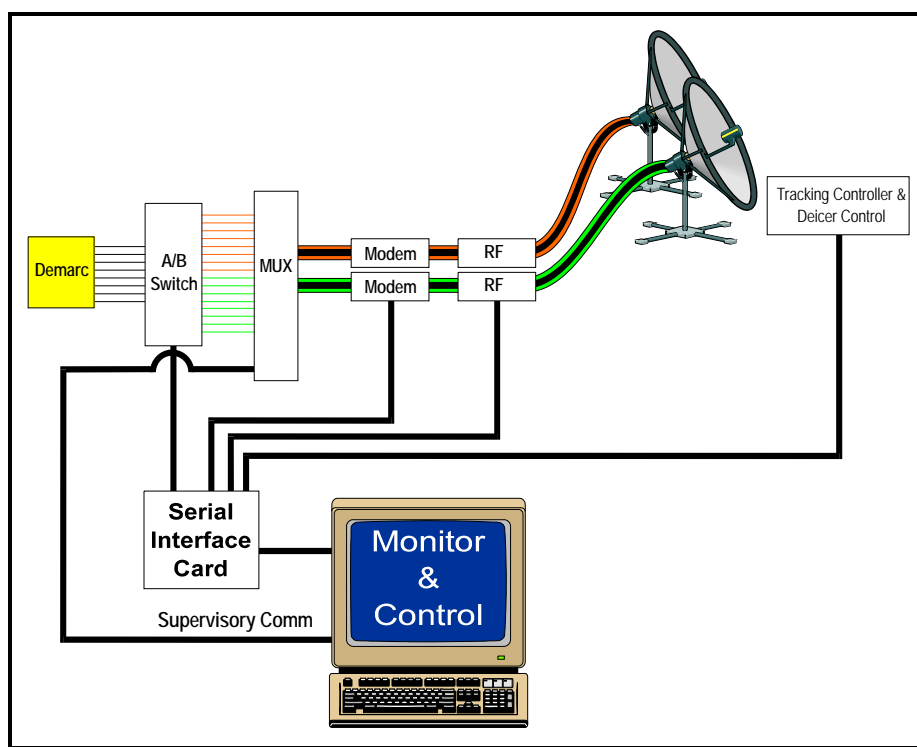 Tracking Controller &
Deicer Control
Demarc
A/B
Switch
MUX
Modem
RF
Modem
RF
Serial
Interface
Card
Monitor
&
Control
Supervisory Comm